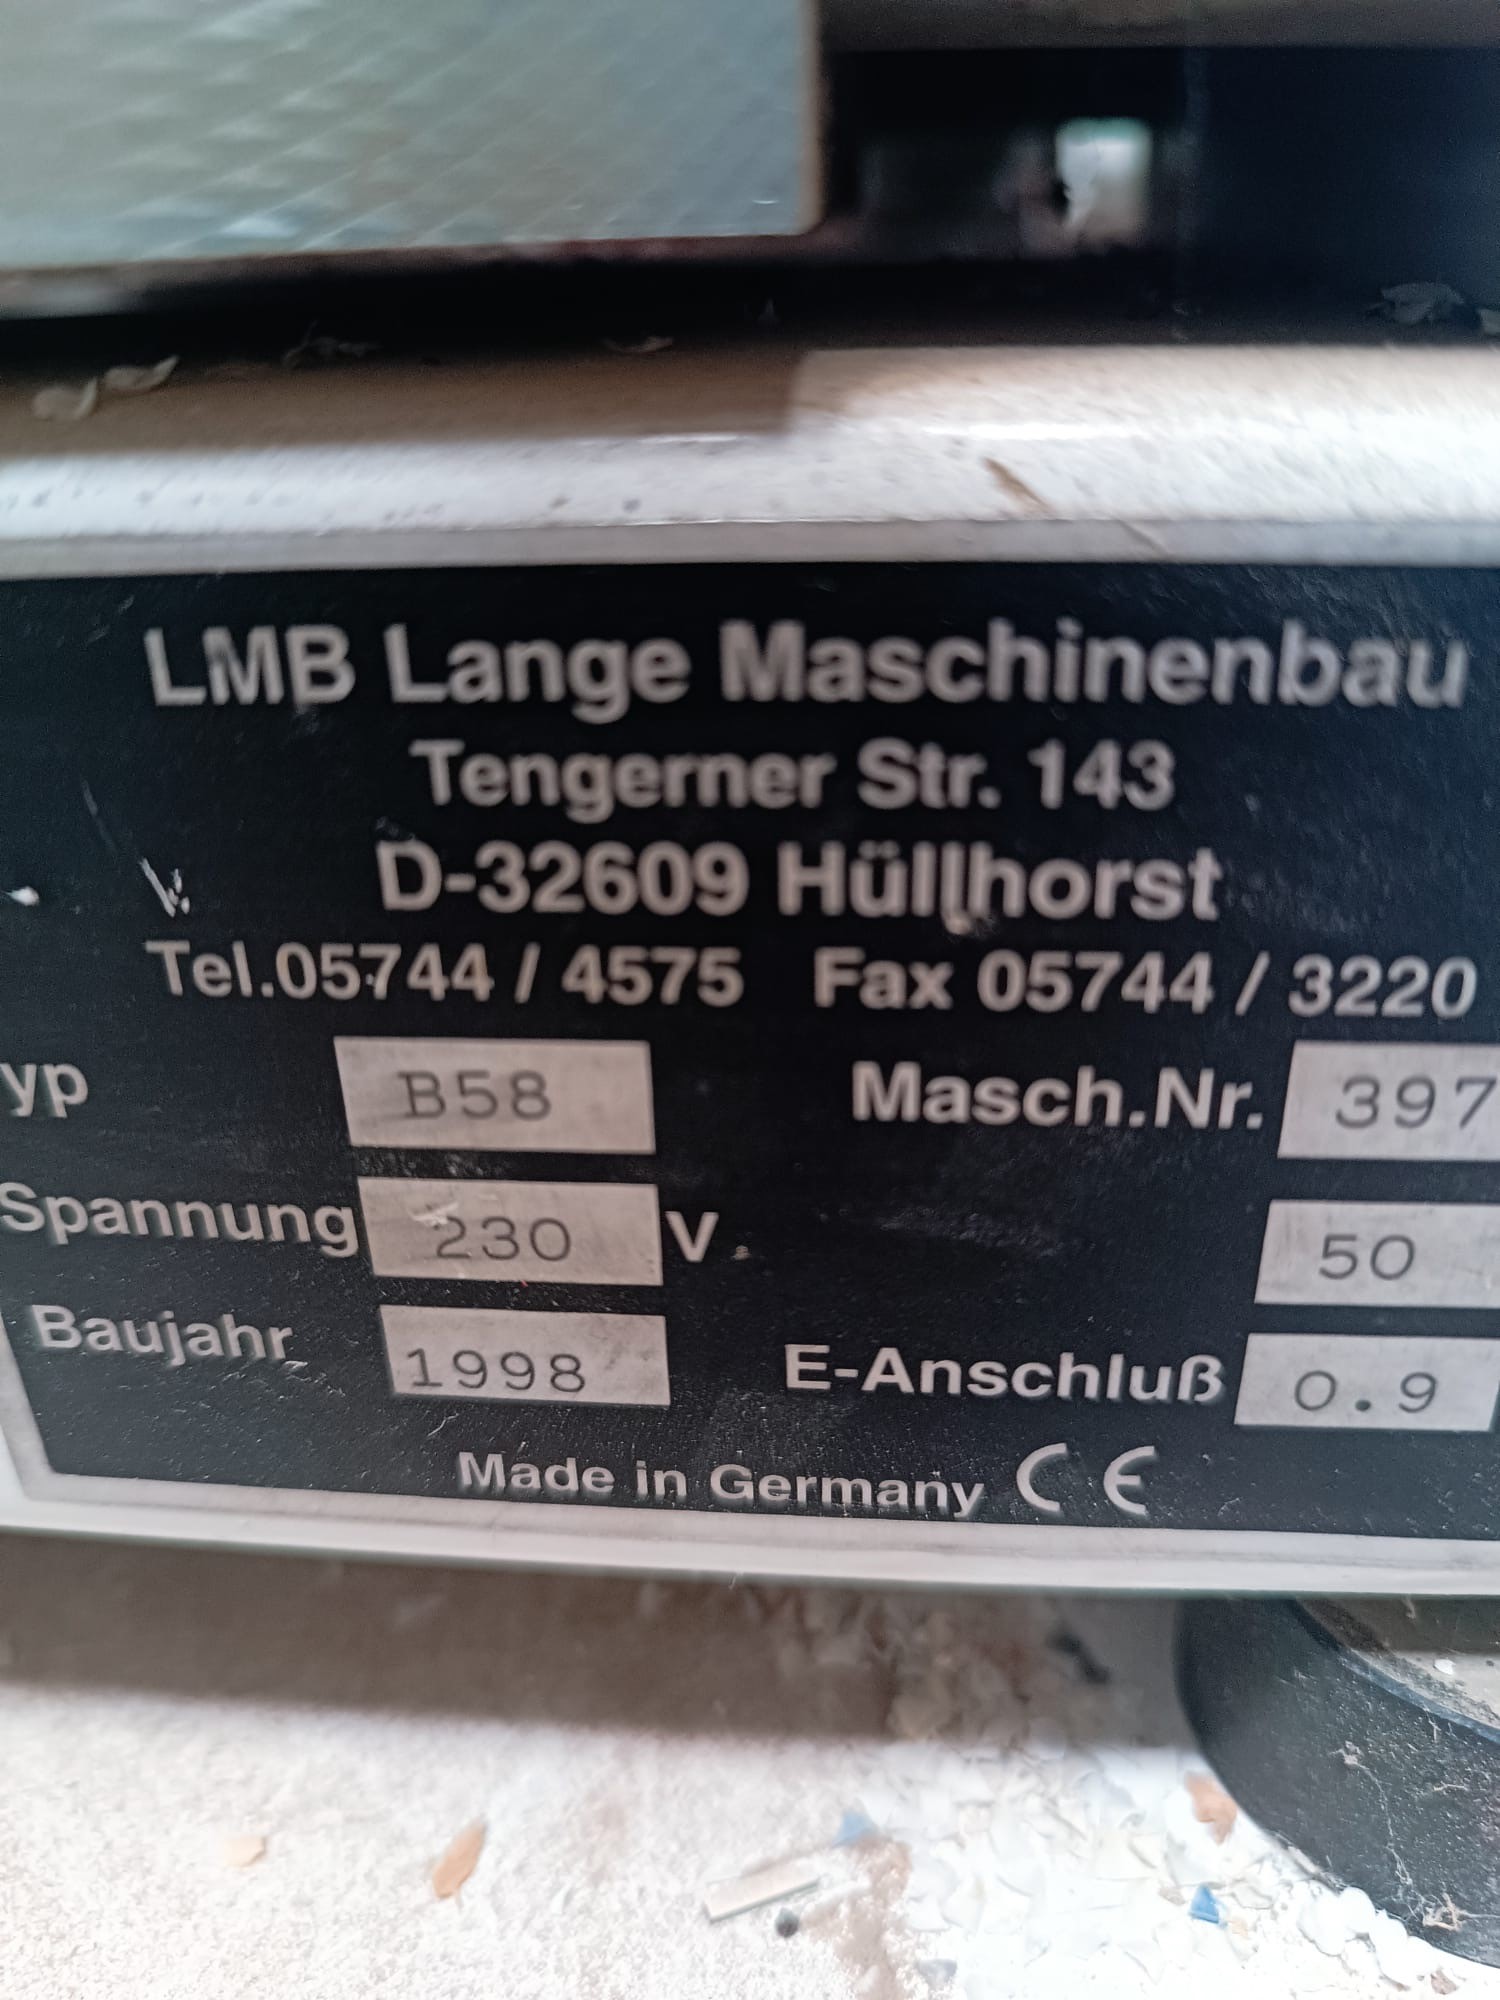 LMB Lange Maschinenbau
Tengerner Str. 143
D-32609 Hüllhorst
Tel.05744 / 4575 Fax 05744 / 3220
yp B58 Masch.Nr. 397
Spannung 230 V 50
Baujahr 1998 E-Anschluß 0.9
Made in Germany CE